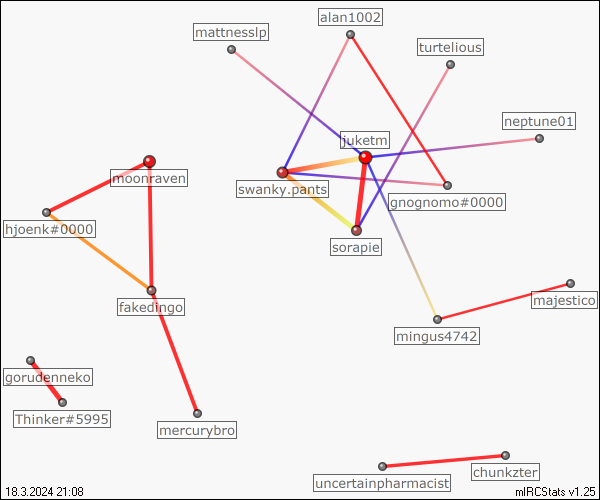 alan1002
mattnesslp
turtelious
neptune01
juketm
moonraven
swanky.pants
gnognomo#0000
hjoenk#0000
sorapie
majestico
fakedingo
mingus4742
gorudenneko
Thinker#5995
mercurybro
chunkzter
uncertainpharmacist
18.3.2024 21:08
mIRCStats v1.25